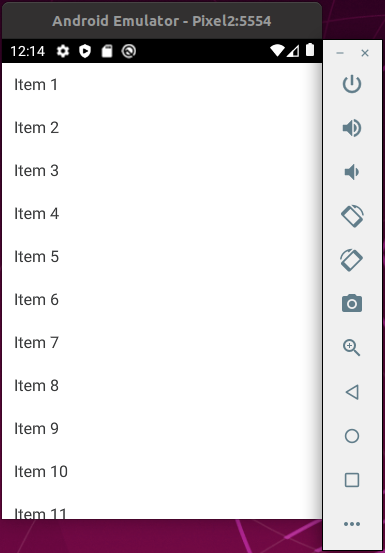 Android Emulator - Pixel2:5554
12:14
Item 1
Item 2
Item 3
Item 4
Item 5
Item 6
Item 7
Item 8
Item 9
Item 10
Item 11